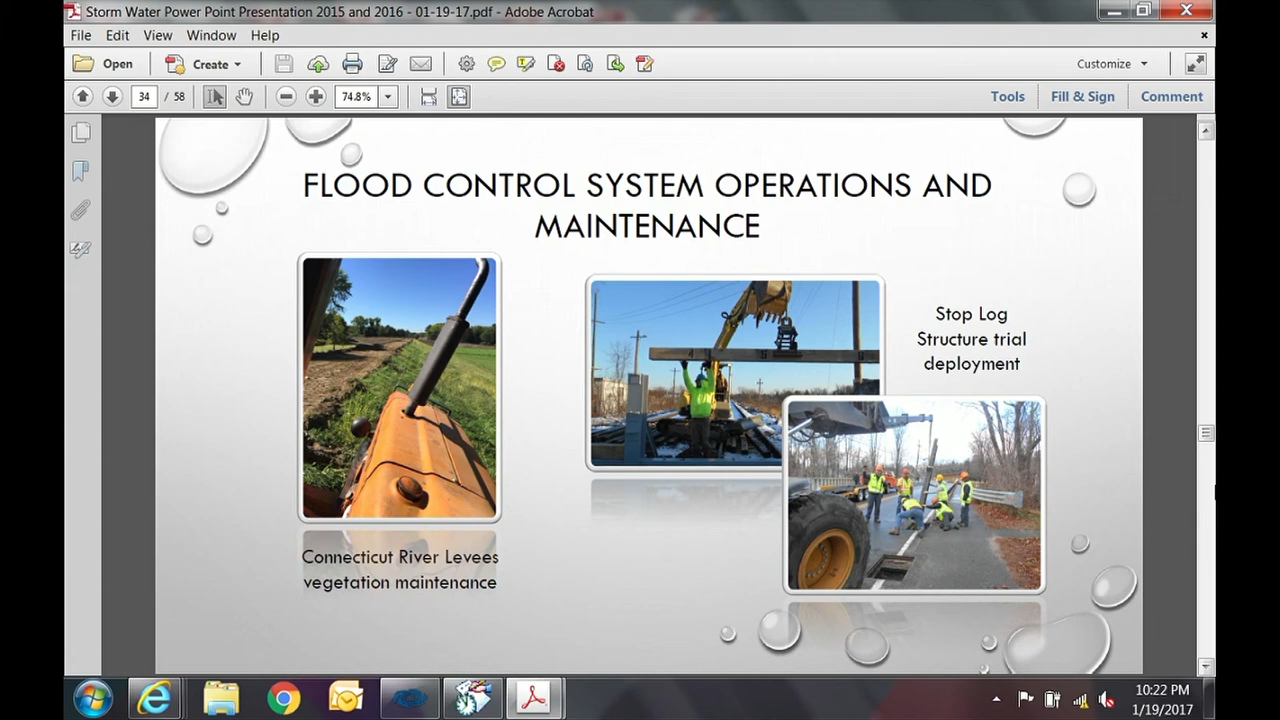 Storm Water Power Point Presentation 2015 and 2016 - 01-19-17.pdf - Adobe Acrobat
File Edit View Window Help
Open Create Customize
34 / 58 74.8% Tools Fill & Sign Comment
FLOOD CONTROL SYSTEM OPERATIONS AND
MAINTENANCE
Stop Log
Structure trial
deployment
Connecticut River Levees
vegetation maintenance
10:22 PM
1/19/2017